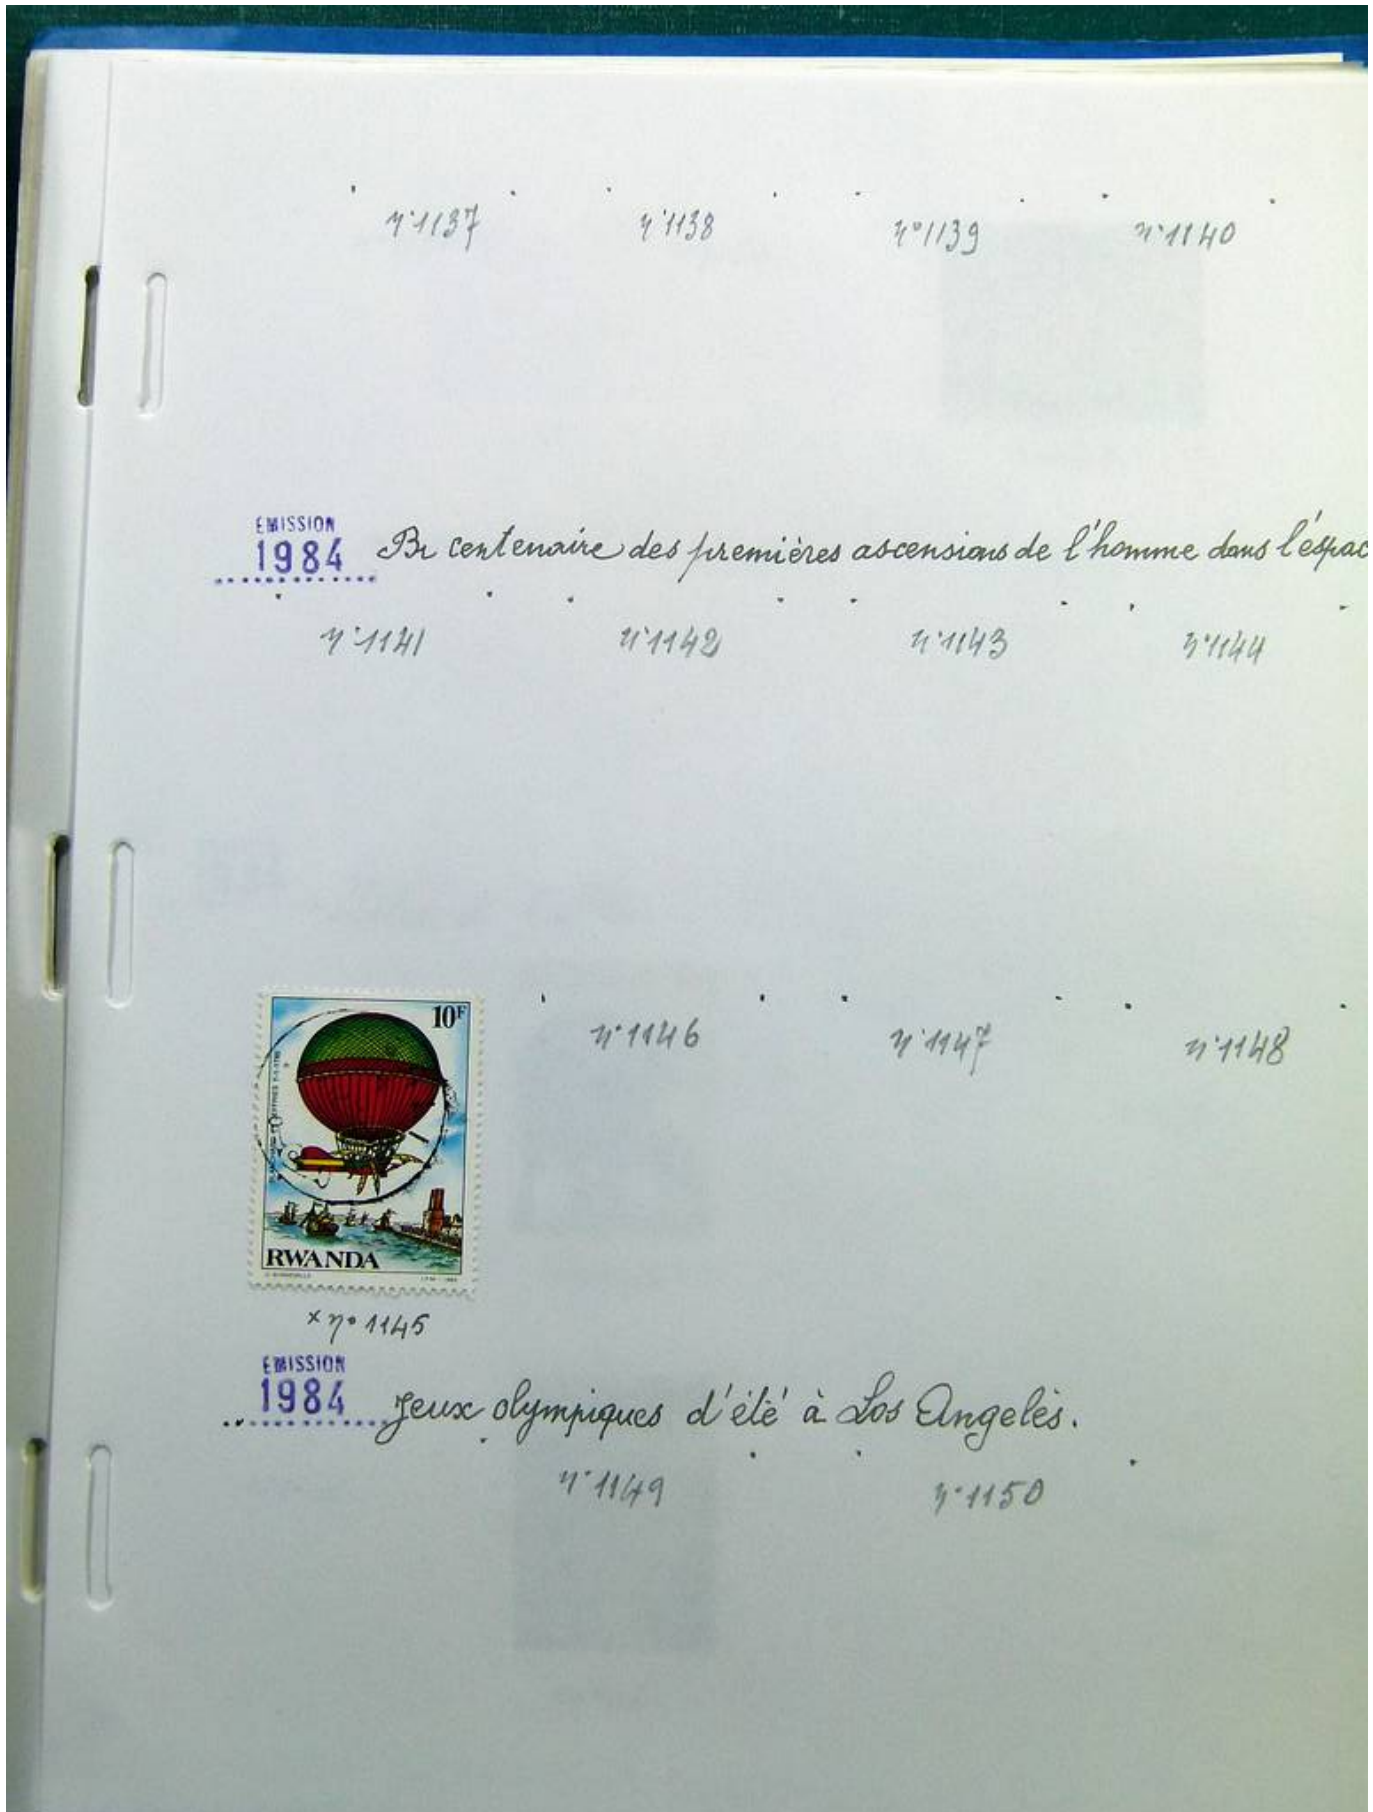 n°1137 n°1138 n°1139 n°1140
EMISSION
1984 Bi centenaire des premières ascensions de l'homme dans l'espac
n°1141 n°1142 n°1143 n°1144
10F
n°1146 n°1147 n°1148
RWANDA
x n° 1145
EMISSION
1984 Jeux olympiques d'été à Los Angelès.
n°1149 n°1150